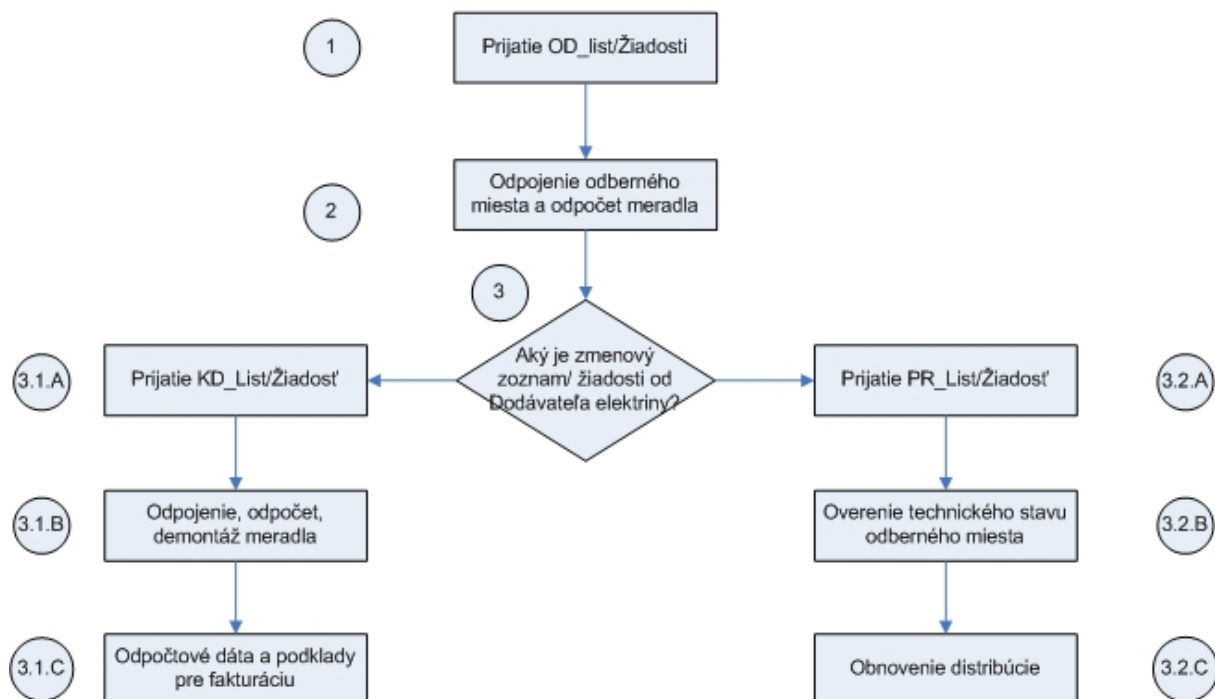 1
Prijatie OD_list/Žiadosti
2
Odpojenie odberného
miesta a odpočet meradla
3
Aký je zmenový
zoznam/ žiadosti od
Dodávateľa elektriny?
3.1.A
Prijatie KD_List/Žiadosť
Prijatie PR_List/Žiadosť
3.2.A
3.1.B
Odpojenie, odpočet,
demontáž meradla
Overenie technického stavu
odberného miesta
3.2.B
3.1.C
Odpočtové dáta a podklady
pre fakturáciu
Obnovenie distribúcie
3.2.C